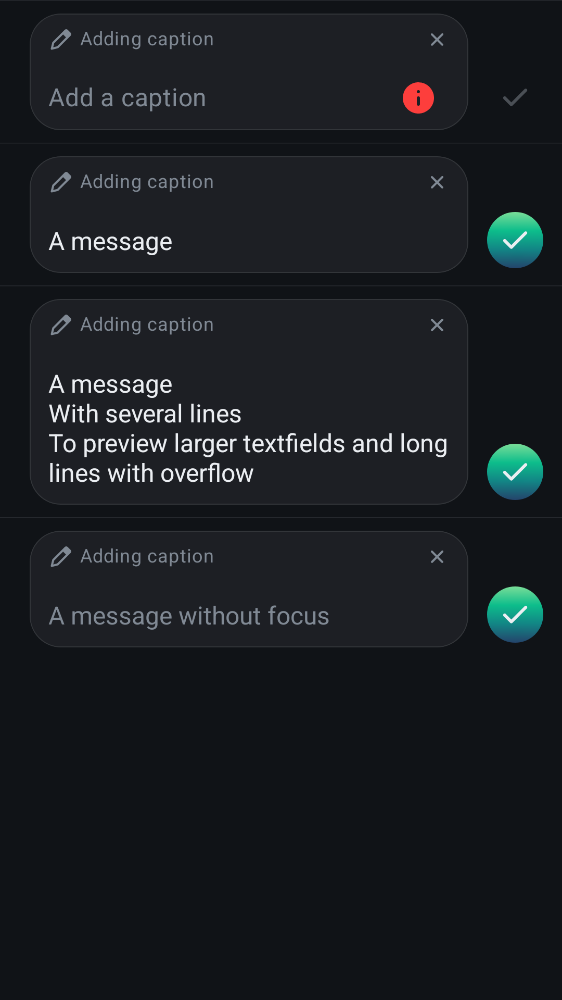 Adding caption
Add a caption
Adding caption
A message
Adding caption
A message
With several lines
To preview larger textfields and long
lines with overflow
Adding caption
A message without focus